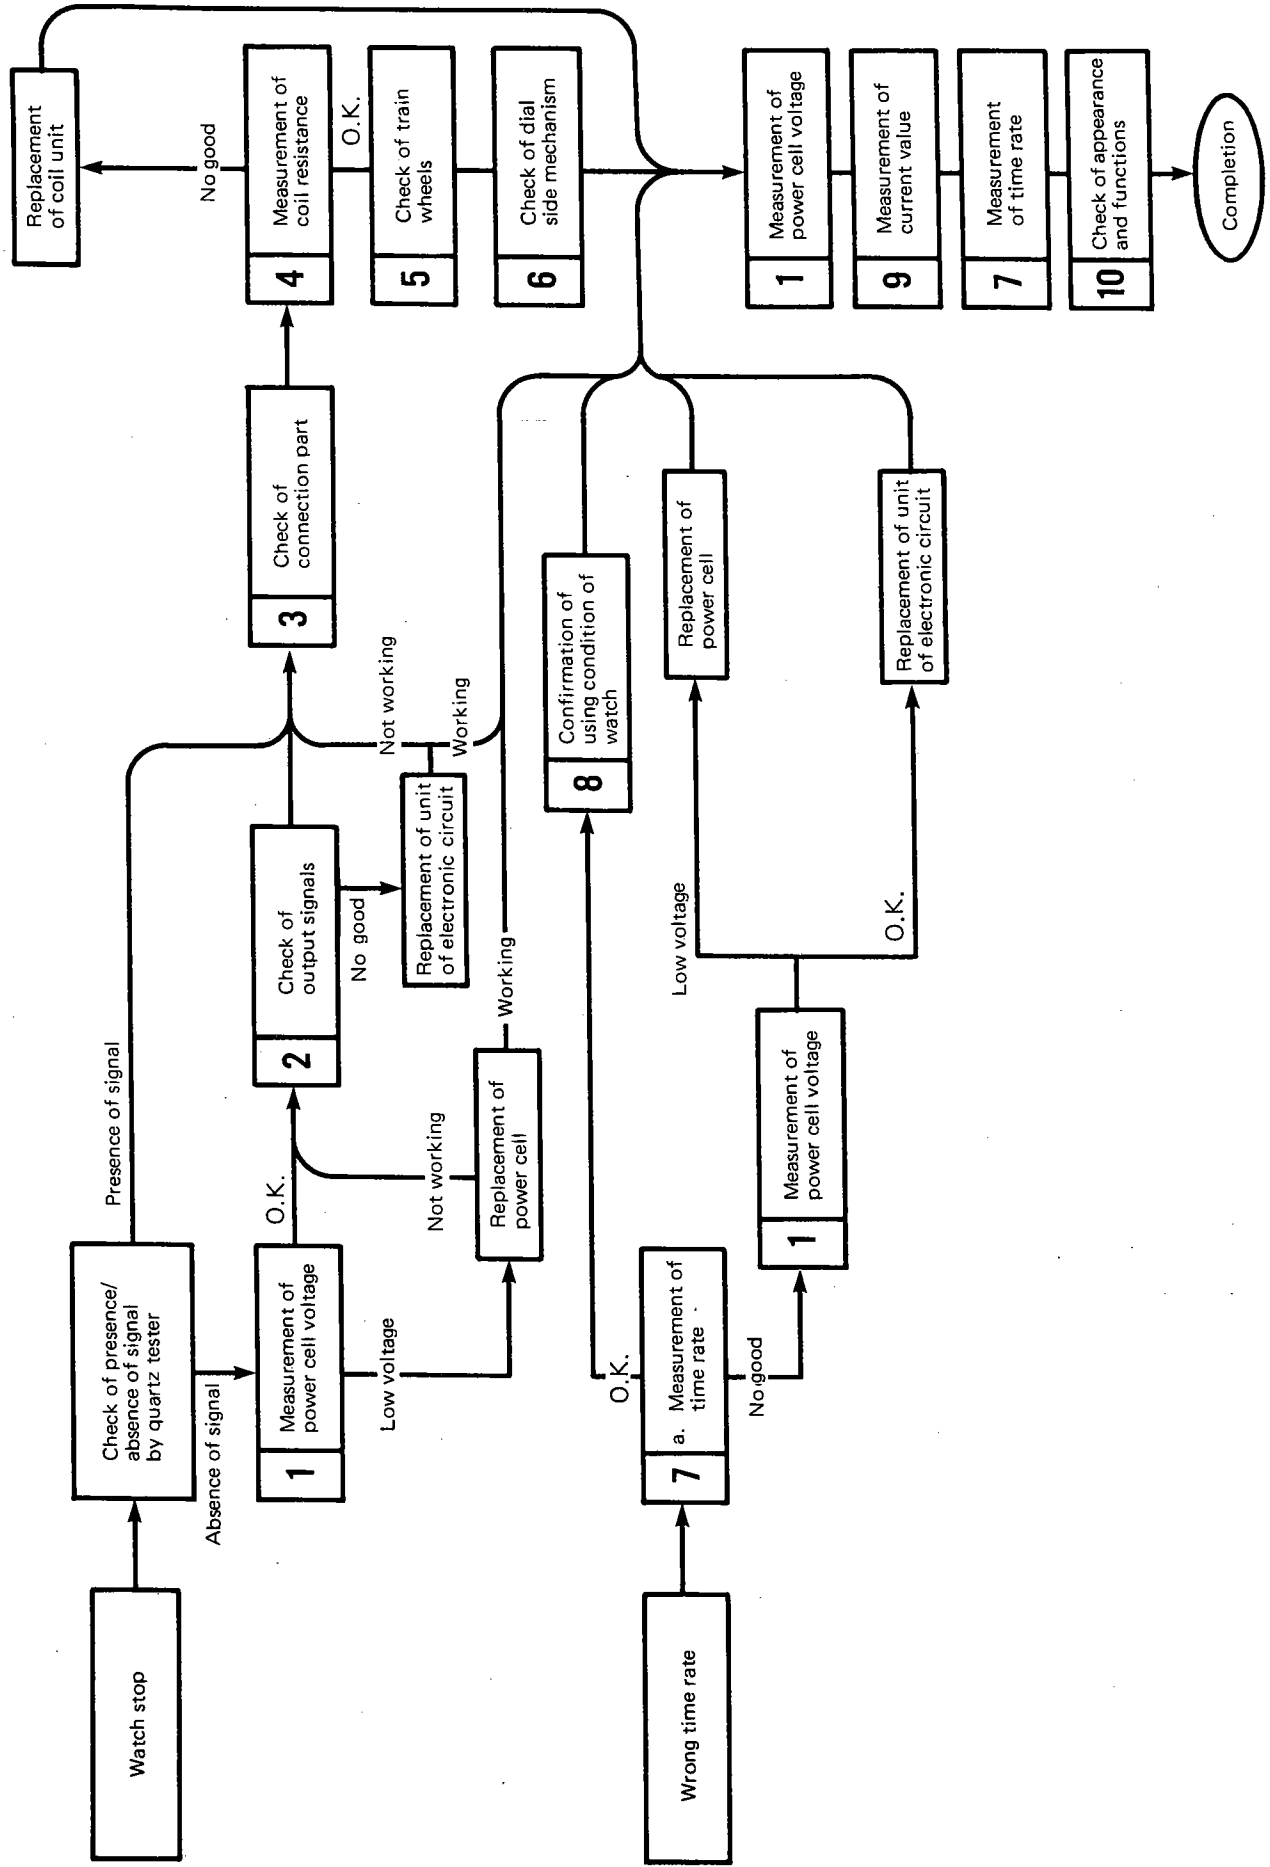 Watch stop
Check of presence/
absence of signal
by quartz tester
Presence of signal
Absence of signal
1
Measurement of
power cell voltage
O.K.
Low voltage
Not working
Replacement of
power cell
Working
2
Check of
output signals
No good
Replacement of unit
of electronic circuit
Not working
Working
3
Check of
connection part
4
Measurement of
coil resistance
No good
Replacement
of coil unit
O.K.
5
Check of train
wheels
6
Check of dial
side mechanism
Wrong time rate
7
a. Measurement of
time rate
O.K.
No good
8
Confirmation of
using condition of
watch
1
Measurement of
power cell voltage
Low voltage
O.K.
Replacement of
power cell
Replacement of unit
of electronic circuit
1
Measurement of
power cell voltage
9
Measurement of
current value
7
Measurement
of time rate
10
Check of appearance
and functions
Completion